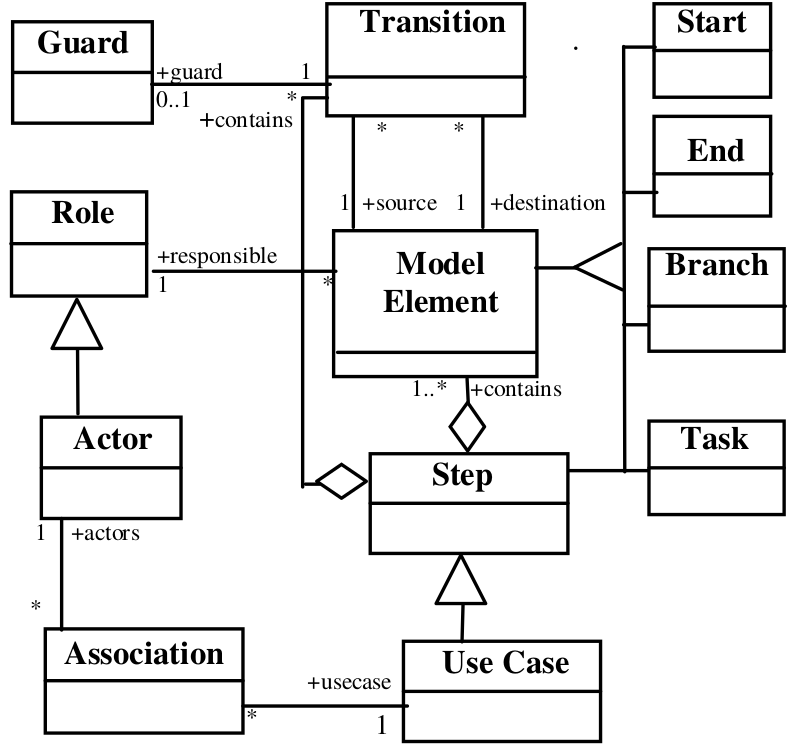 Guard
Transition
Start
+guard
1
0..1
*
+contains
*
*
End
1
+source
1
+destination
Role
+responsible
1
*
Model
Element
Branch
1..*
+contains
Actor
Step
Task
1
+actors
*
Association
Use Case
+usecase
*
1